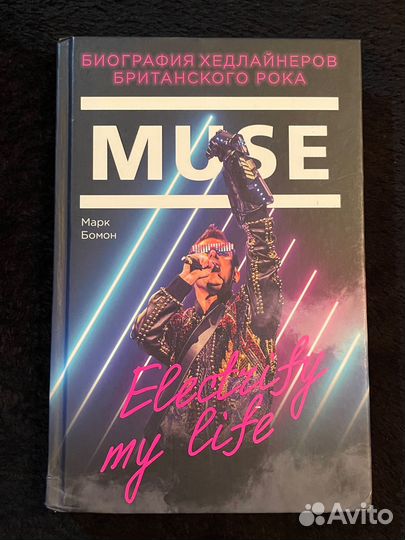 БИОГРАФИЯ ХЕДЛАЙНЕРОВ
БРИТАНСКОГО РОКА
MUSE
Марк
Бомон
Electrify
my life
Avito